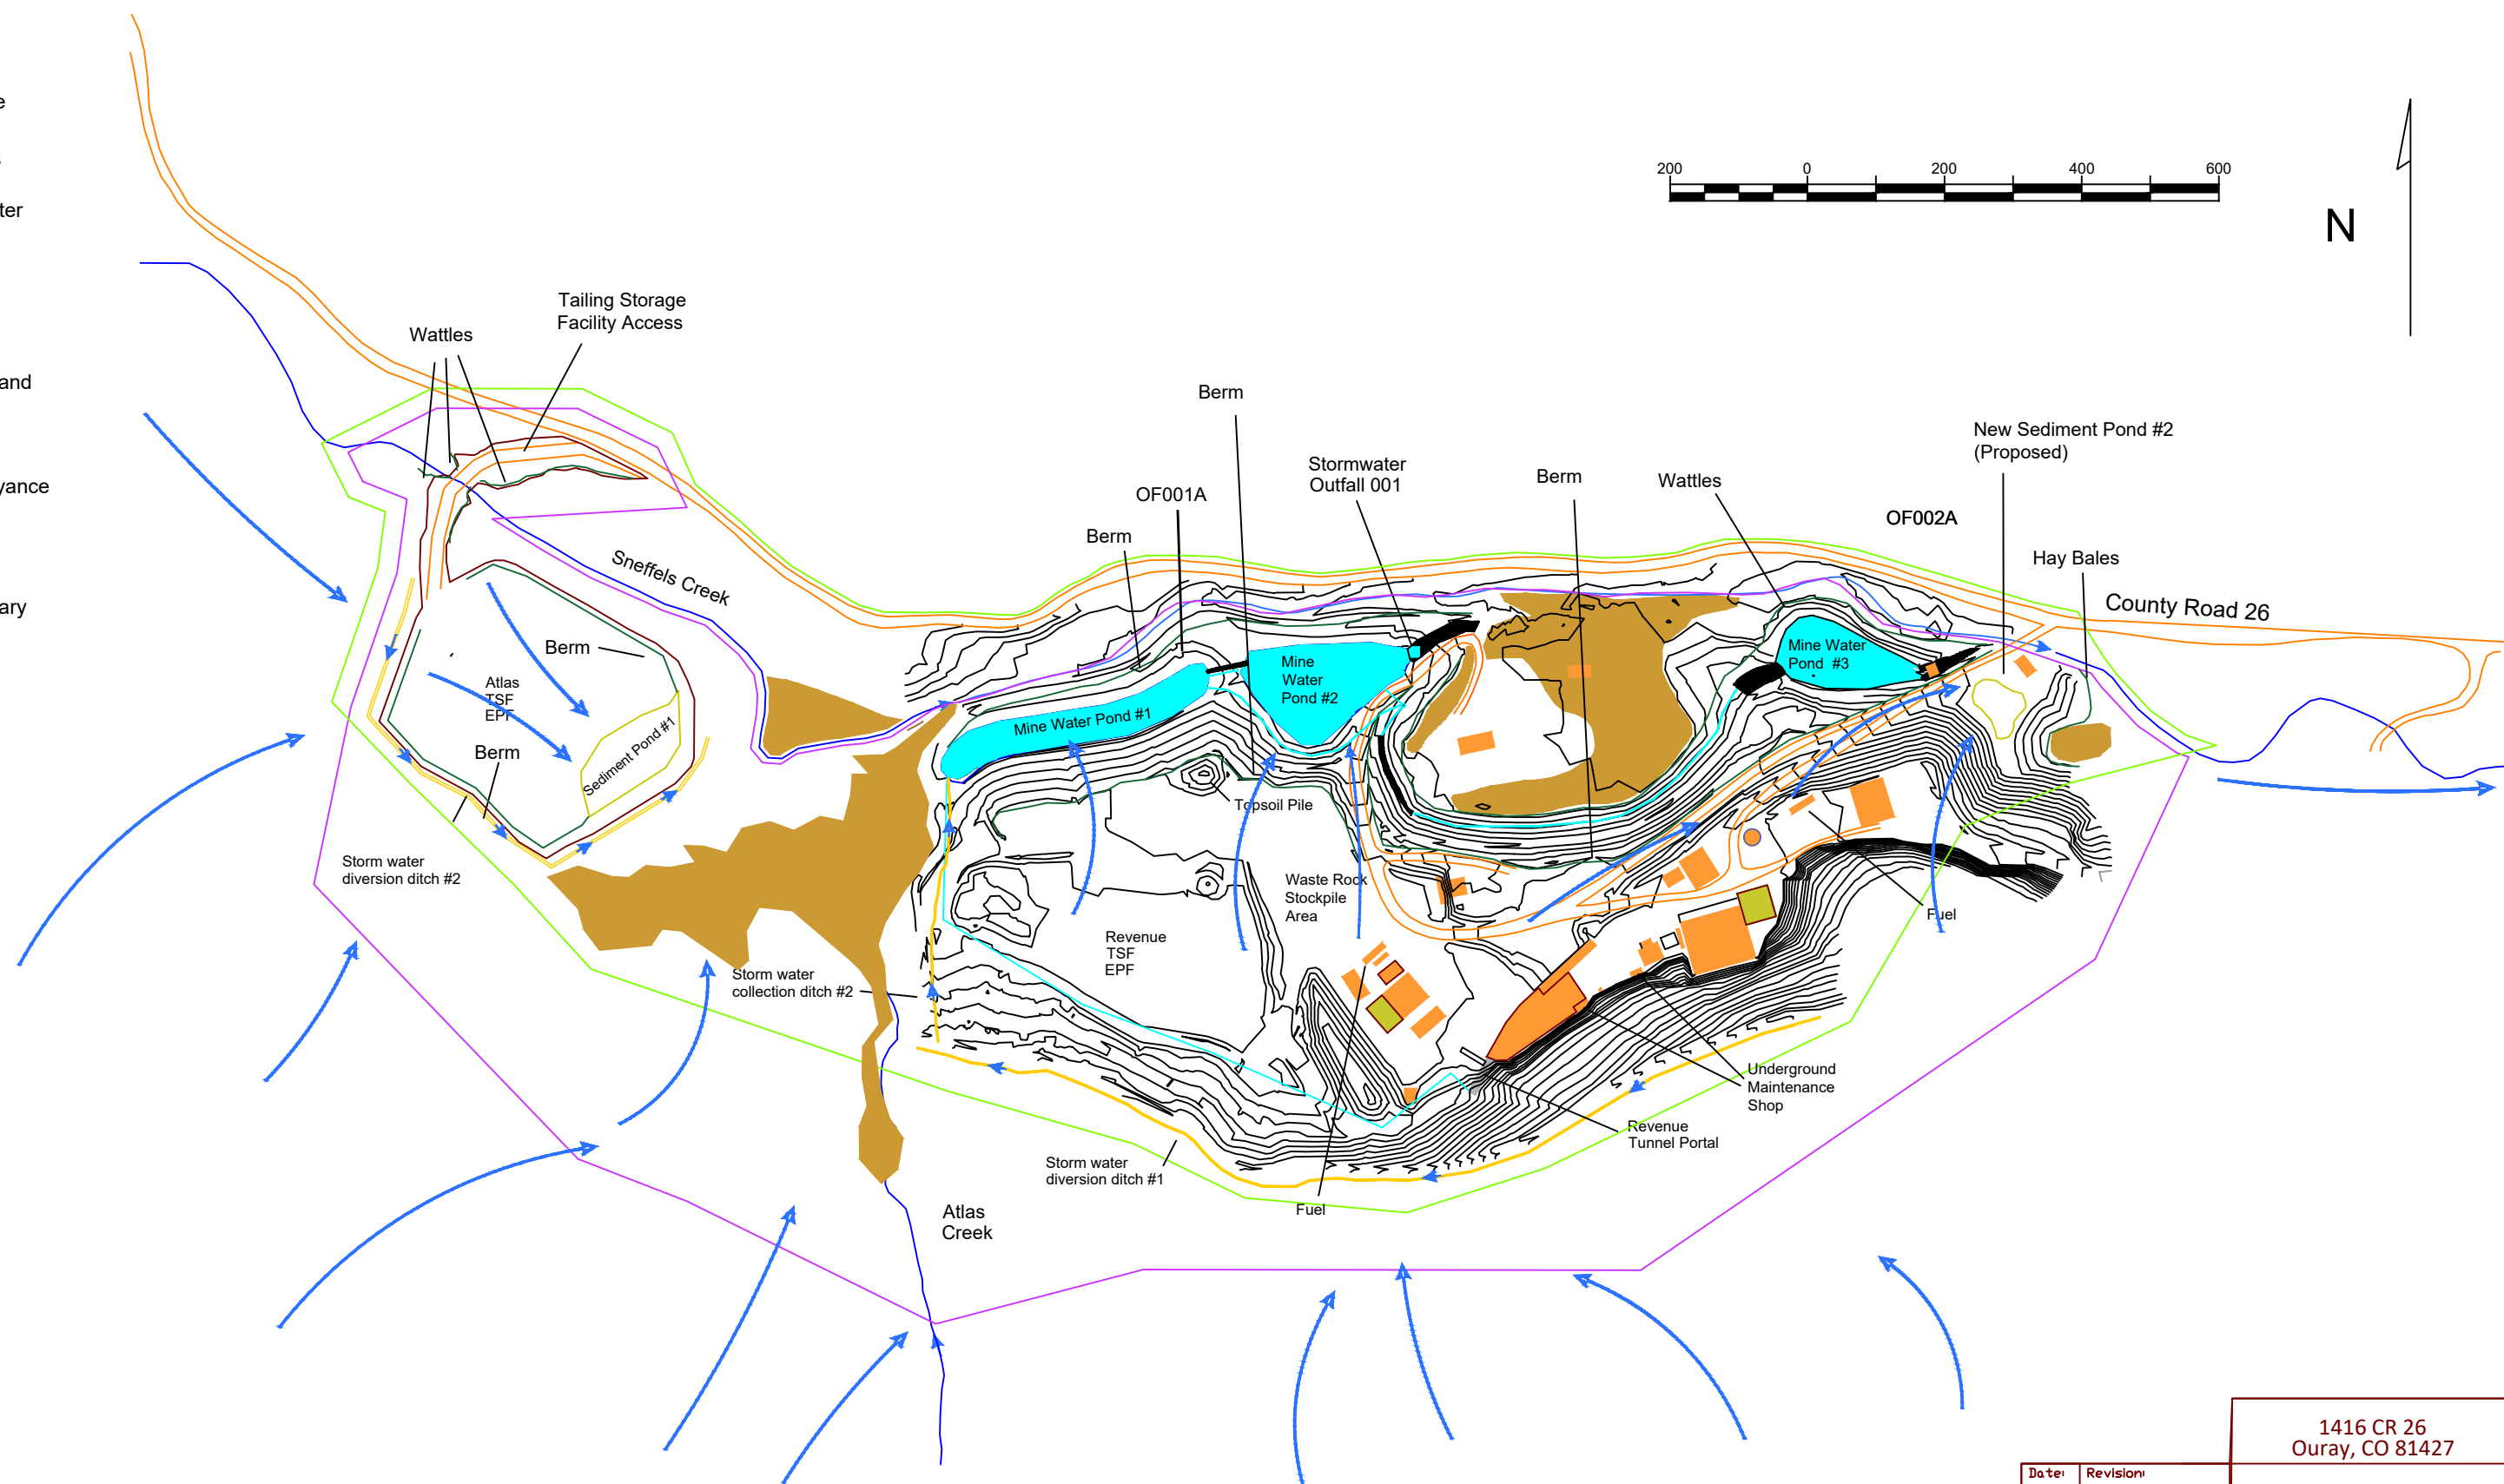 and
200 0 200 400 600
N
Tailing Storage
Facility Access
Wattles
Berm
New Sediment Pond #2
(Proposed)
Stormwater
Outfall 001
Berm
Wattles
OF001A
OF002A
Berm
Hay Bales
Sneffels Creek
County Road 26
Berm
Mine Water
Pond #3
Mine
Water
Pond #2
Atlas
TSF
EPF
Mine Water Pond #1
Sediment Pond #1
Berm
Topsoil Pile
Storm water
diversion ditch #2
Waste Rock
Stockpile
Area
Fuel
Revenue
TSF
EPF
Storm water
collection ditch #2
Underground
Maintenance
Shop
Revenue
Tunnel Portal
Storm water
diversion ditch #1
Fuel
Atlas
Creek
1416 CR 26
Ouray, CO 81427
Date: Revision: